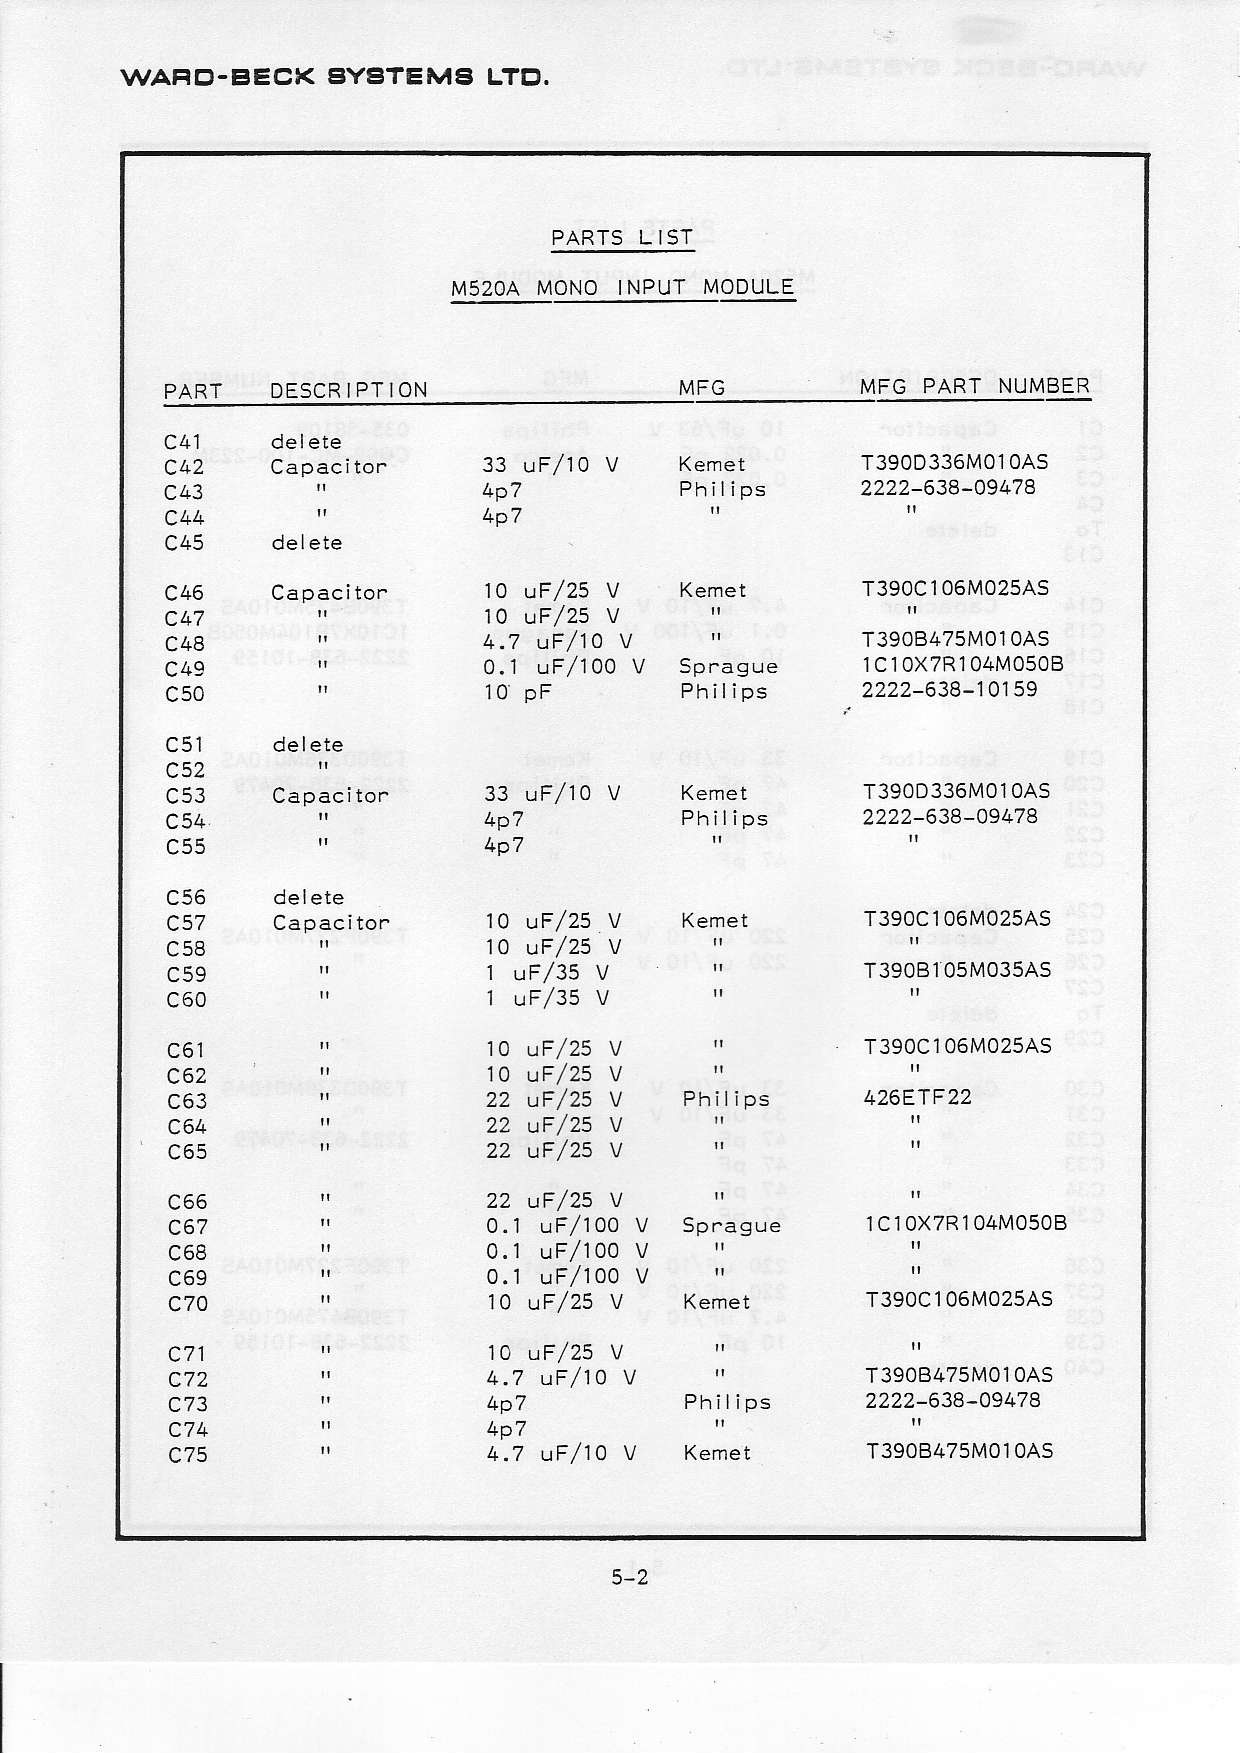 WARD-BECK SYSTEMS LTD.
PARTS LIST
M520A MONO INPUT MODULE
PART DESCRIPTION MFG MFG PART NUMBER
C41 delete
C42 Capacitor 33 uF/10 V Kemet T390D336M010AS
C43 " 4p7 Philips 2222-638-09478
C44 " 4p7 " "
C45 delete
C46 Capacitor 10 uF/25 V Kemet T390C106M025AS
C47 " 10 uF/25 V " "
C48 " 4.7 uF/10 V " T390B475M010AS
C49 " 0.1 uF/100 V Sprague 1C10X7R104M050B
C50 " 10 pF Philips 2222-638-10159
C51 delete
C52 "
C53 Capacitor 33 uF/10 V Kemet T390D336M010AS
C54 " 4p7 Philips 2222-638-09478
C55 " 4p7 " "
C56 delete
C57 Capacitor 10 uF/25 V Kemet T390C106M025AS
C58 " 10 uF/25 V " "
C59 " 1 uF/35 V " T390B105M035AS
C60 " 1 uF/35 V " "
C61 " 10 uF/25 V " T390C106M025AS
C62 " 10 uF/25 V " "
C63 " 22 uF/25 V Philips 426ETF22
C64 " 22 uF/25 V " "
C65 " 22 uF/25 V " "
C66 " 22 uF/25 V " "
C67 " 0.1 uF/100 V Sprague 1C10X7R104M050B
C68 " 0.1 uF/100 V " "
C69 " 0.1 uF/100 V " "
C70 " 10 uF/25 V Kemet T390C106M025AS
C71 " 10 uF/25 V " "
C72 " 4.7 uF/10 V " T390B475M010AS
C73 " 4p7 Philips 2222-638-09478
C74 " 4p7 " "
C75 " 4.7 uF/10 V Kemet T390B475M010AS
5-2